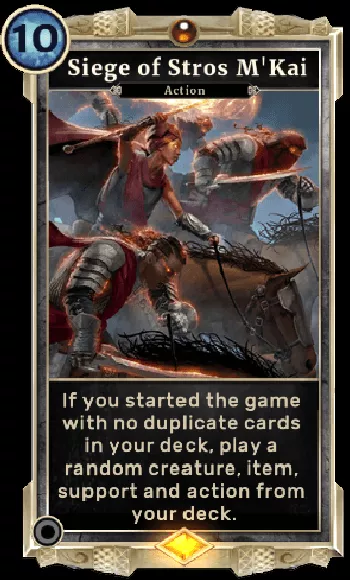 10
Siege of Stros M'Kai
Action
If you started the game
with no duplicate cards
in your deck, play a
random creature, item,
support and action from
your deck.